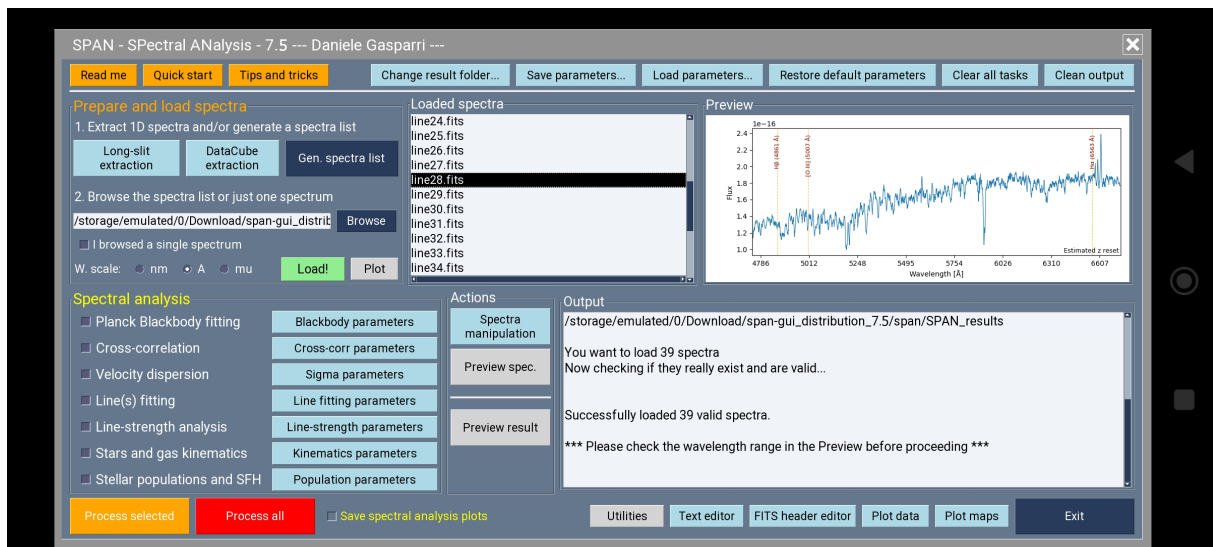 SPAN - SPectral ANalysis - 7.5 --- Daniele Gasparri ---
Read me Quick start Tips and tricks Change result folder... Save parameters... Load parameters... Restore default parameters Clear all tasks Clean output
Prepare and load spectra
1. Extract 1D spectra and/or generate a spectra list
Long-slit extraction
DataCube extraction
Gen. spectra list
2. Browse the spectra list or just one spectrum
/storage/emulated/0/Download/span-gui_distrib Browse
I browsed a single spectrum
W. scale: nm A mu Load! Plot
Loaded spectra
line24.fits
line25.fits
line26.fits
line27.fits
line28.fits
line29.fits
line30.fits
line31.fits
line32.fits
line33.fits
line34.fits
Preview
1e-16
2.4
2.2
2.0
1.8
1.6
1.4
1.2
1.0
Flux
Hβ (4861 Å)
[O III] (5007 Å)
Hα (6563 Å)
Estimated z reset
4786 5012 5248 5495 5754 6026 6310 6607
Wavelength [Å]
Spectral analysis
Planck Blackbody fitting Blackbody parameters
Cross-correlation Cross-corr parameters
Velocity dispersion Sigma parameters
Line(s) fitting Line fitting parameters
Line-strength analysis Line-strength parameters
Stars and gas kinematics Kinematics parameters
Stellar populations and SFH Population parameters
Actions
Spectra
manipulation
Preview spec.
Preview result
Output
/storage/emulated/0/Download/span-gui_distribution_7.5/span/SPAN_results
You want to load 39 spectra
Now checking if they really exist and are valid...
Successfully loaded 39 valid spectra.
*** Please check the wavelength range in the Preview before proceeding ***
Process selected Process all Save spectral analysis plots Utilities Text editor FITS header editor Plot data Plot maps Exit